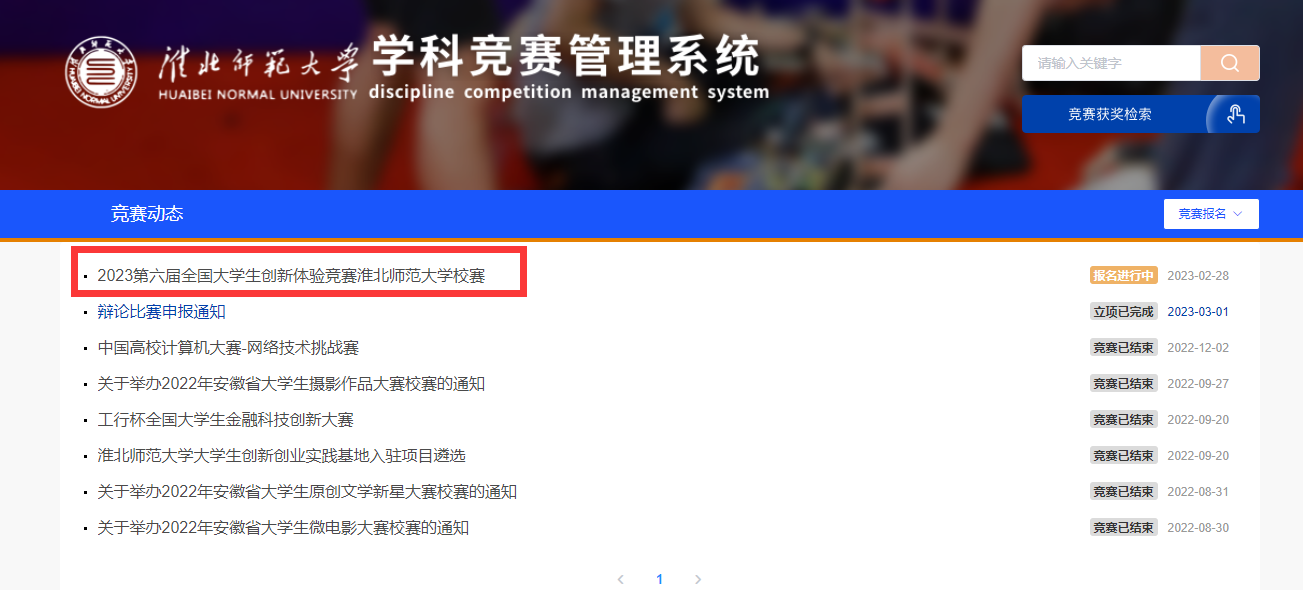 淮北师范大学 学科竞赛管理系统
HUAIBEI NORMAL UNIVERSITY discipline competition management system
请输入关键字
竞赛获奖检索
竞赛动态 竞赛报名
2023第六届全国大学生创新体验竞赛淮北师范大学校赛 报名进行中 2023-02-28
辩论比赛申报通知 立项已完成 2023-03-01
中国高校计算机大赛-网络技术挑战赛 竞赛已结束 2022-12-02
关于举办2022年安徽省大学生摄影作品大赛校赛的通知 竞赛已结束 2022-09-27
工行杯全国大学生金融科技创新大赛 竞赛已结束 2022-09-20
淮北师范大学大学生创新创业实践基地入驻项目遴选 竞赛已结束 2022-09-20
关于举办2022年安徽省大学生原创文学新星大赛校赛的通知 竞赛已结束 2022-08-31
关于举办2022年安徽省大学生微电影大赛校赛的通知 竞赛已结束 2022-08-30
1